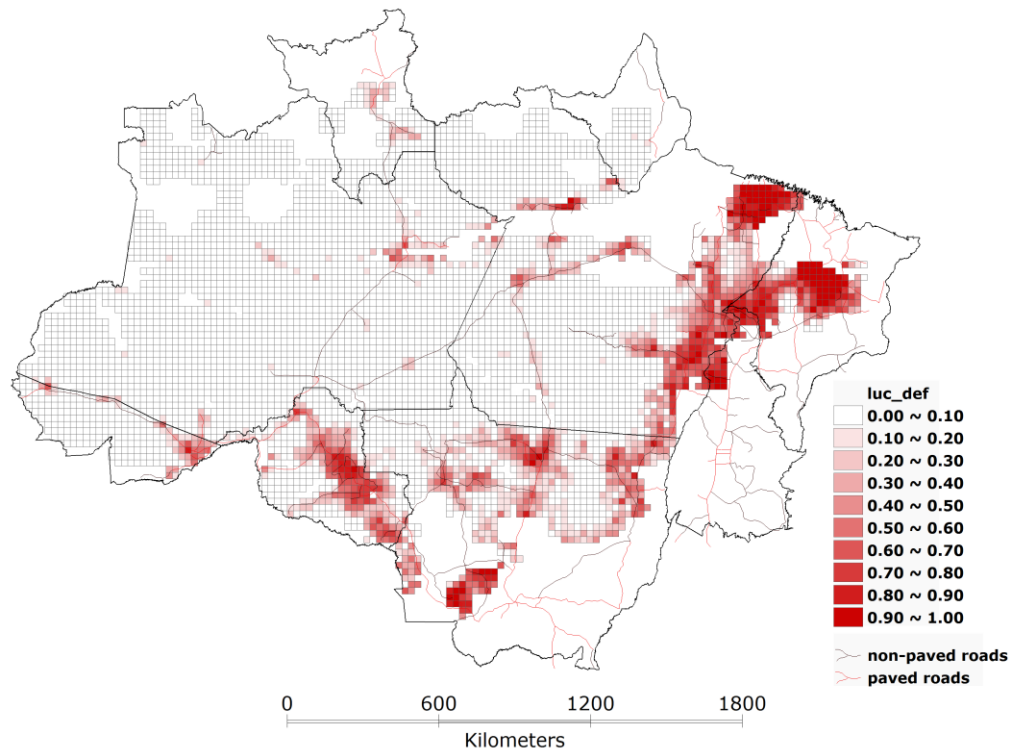 luc_def
0.00 ~ 0.10
0.10 ~ 0.20
0.20 ~ 0.30
0.30 ~ 0.40
0.40 ~ 0.50
0.50 ~ 0.60
0.60 ~ 0.70
0.70 ~ 0.80
0.80 ~ 0.90
0.90 ~ 1.00
non-paved roads
paved roads
0 600 1200 1800
Kilometers